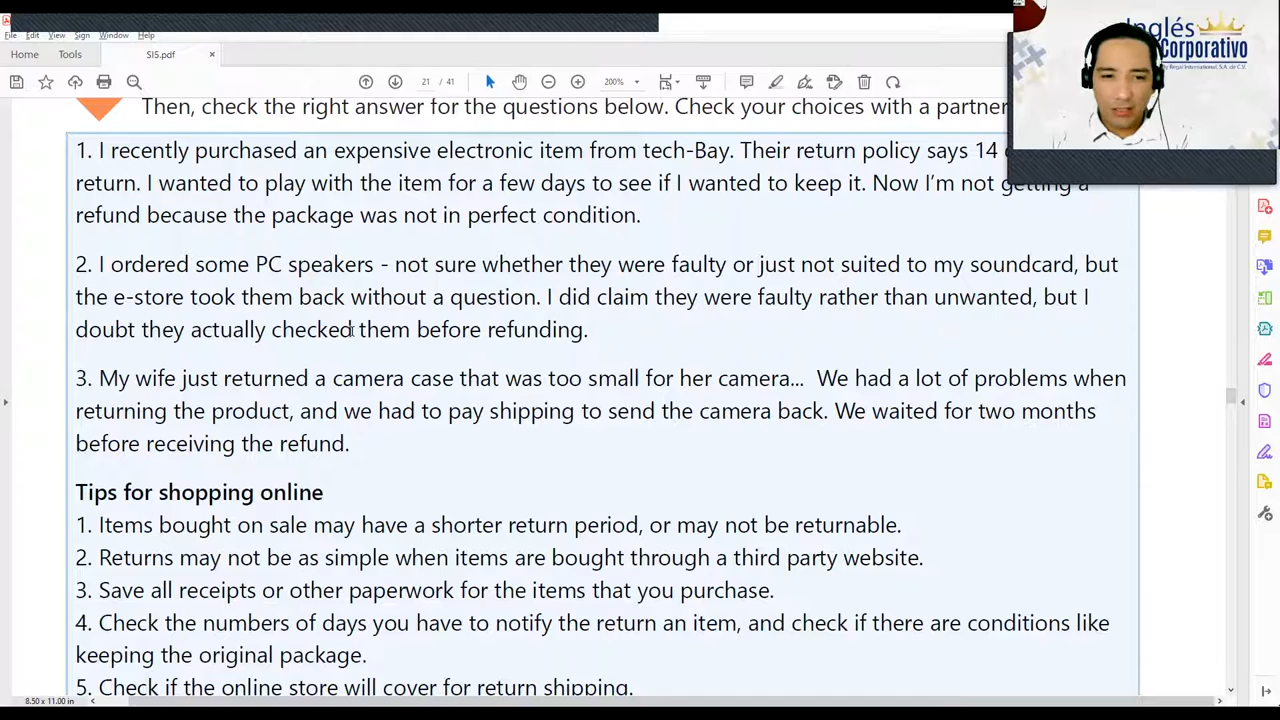 File Edit View Sign Window Help
Home Tools SI5.pdf ×
21 / 41 200%
Inglés
Corporativo
by Regal International, S.A. de C.V.
Then, check the right answer for the questions below. Check your choices with a partner
1. I recently purchased an expensive electronic item from tech-Bay. Their return policy says 14
return. I wanted to play with the item for a few days to see if I wanted to keep it. Now I'm not getting a
refund because the package was not in perfect condition.
2. I ordered some PC speakers - not sure whether they were faulty or just not suited to my soundcard, but
the e-store took them back without a question. I did claim they were faulty rather than unwanted, but I
doubt they actually checked them before refunding.
3. My wife just returned a camera case that was too small for her camera... We had a lot of problems when
returning the product, and we had to pay shipping to send the camera back. We waited for two months
before receiving the refund.
Tips for shopping online
1. Items bought on sale may have a shorter return period, or may not be returnable.
2. Returns may not be as simple when items are bought through a third party website.
3. Save all receipts or other paperwork for the items that you purchase.
4. Check the numbers of days you have to notify the return an item, and check if there are conditions like
keeping the original package.
5. Check if the online store will cover for return shipping.
8.50 x 11.00 in